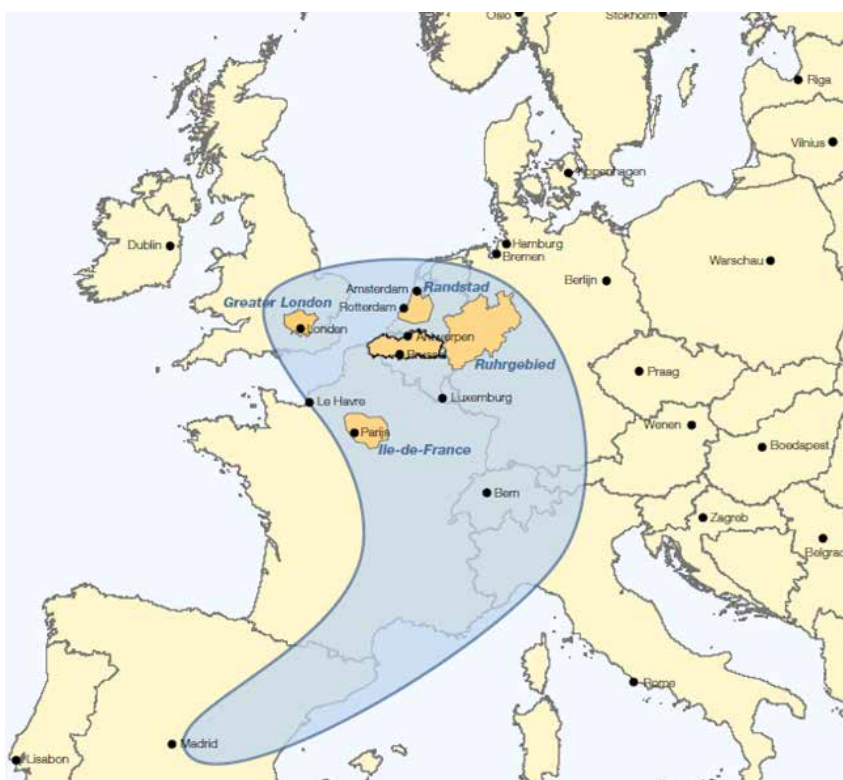 Oslo
Stokholm
Riga
Vilnius
Kopenhagen
Dublin
Hamburg
Bremen
Warschau
Berlijn
Amsterdam
Randstad
Greater London
Rotterdam
Londen
Antwerpen
Brussel
Ruhrgebied
Praag
Luxemburg
Le Havre
Wenen
Parijs
Boedapest
Ile-de-France
Bern
Zagreb
Belgrado
Rome
Madrid
Lisabon